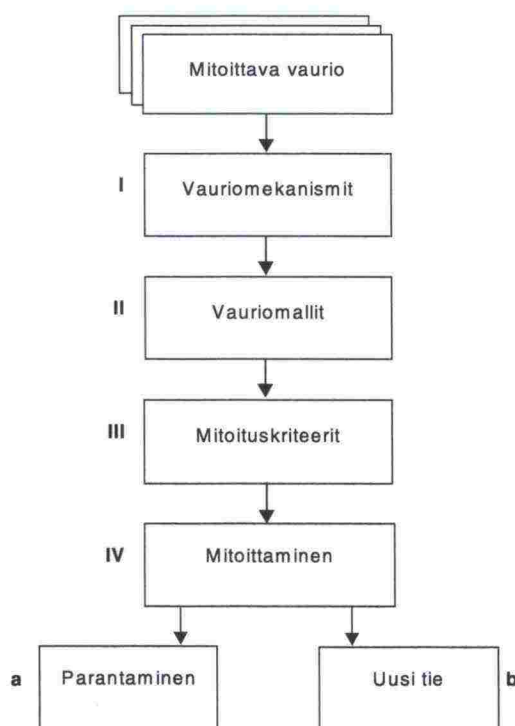 Mitoittava vaurio
I
Vauriomekanismit
II
Vauriomallit
III
Mitoituskriteerit
IV
Mitoittaminen
a
Parantaminen
Uusi tie
b